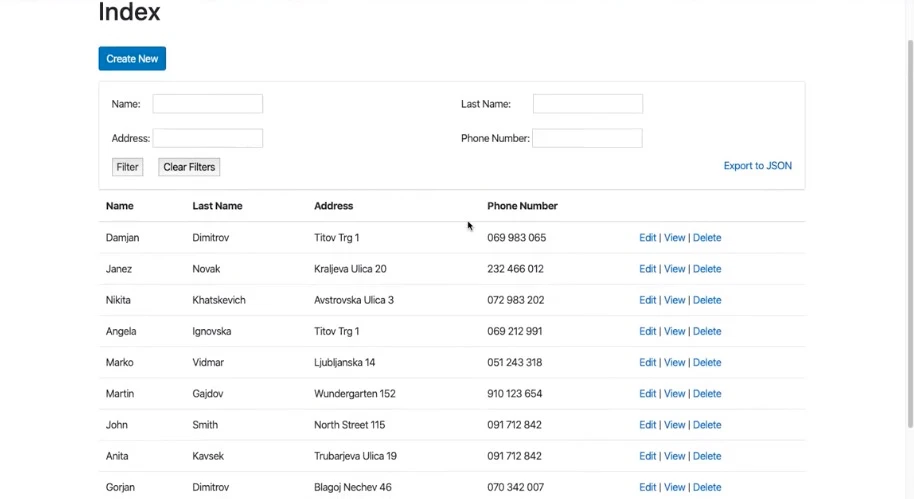 Index
Create New
Name: Last Name:
Address: Phone Number:
Filter Clear Filters Export to JSON
Name Last Name Address Phone Number
Damjan Dimitrov Titov Trg 1 069 983 065 Edit | View | Delete
Janez Novak Kraljeva Ulica 20 232 466 012 Edit | View | Delete
Nikita Khatskevich Avstrovska Ulica 3 072 983 202 Edit | View | Delete
Angela Ignovska Titov Trg 1 069 212 991 Edit | View | Delete
Marko Vidmar Ljubljanska 14 051 243 318 Edit | View | Delete
Martin Gajdov Wundergarten 152 910 123 654 Edit | View | Delete
John Smith North Street 115 091 712 842 Edit | View | Delete
Anita Kavsek Trubarjeva Ulica 19 091 712 842 Edit | View | Delete
Gorjan Dimitrov Blagoj Nechev 46 070 342 007 Edit | View | Delete